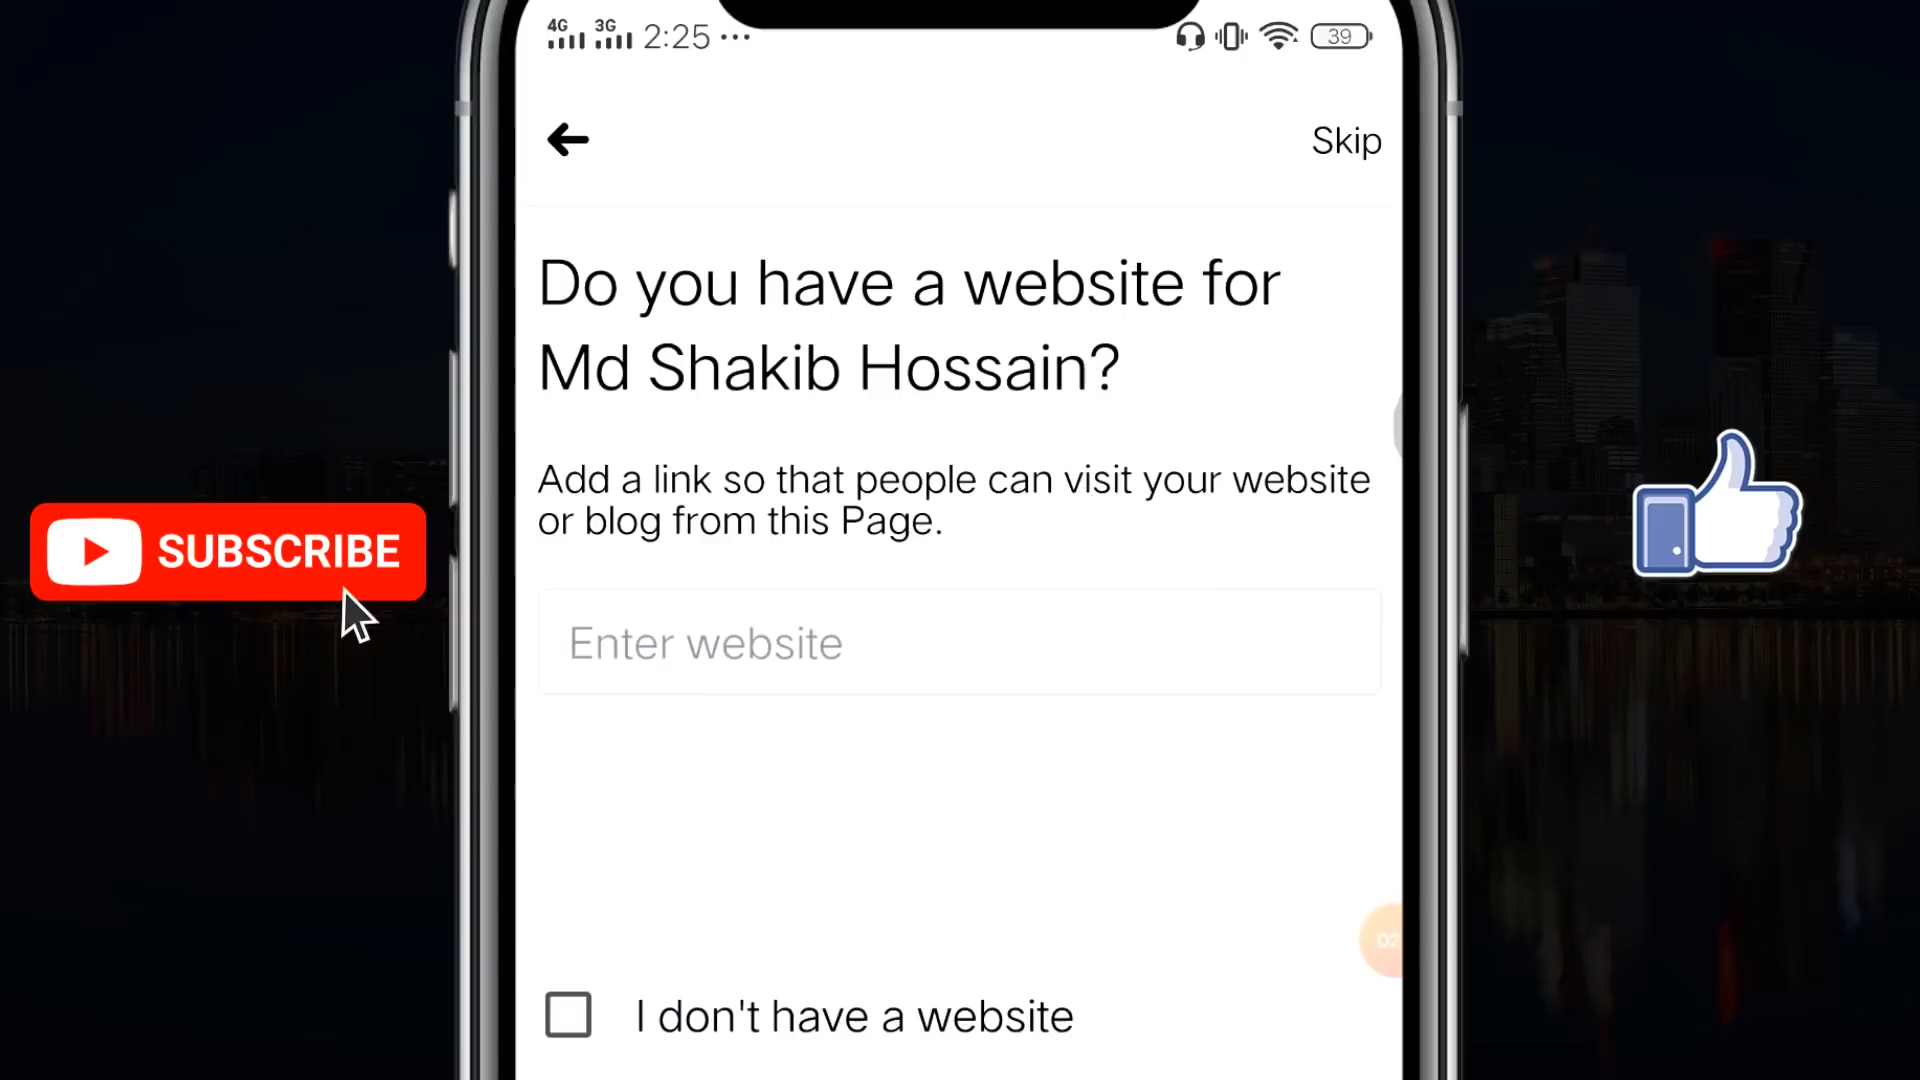 4G 3G 2:25 ... 39
Skip
Do you have a website for
Md Shakib Hossain?
Add a link so that people can visit your website
or blog from this Page.
SUBSCRIBE
Enter website
02
I don't have a website